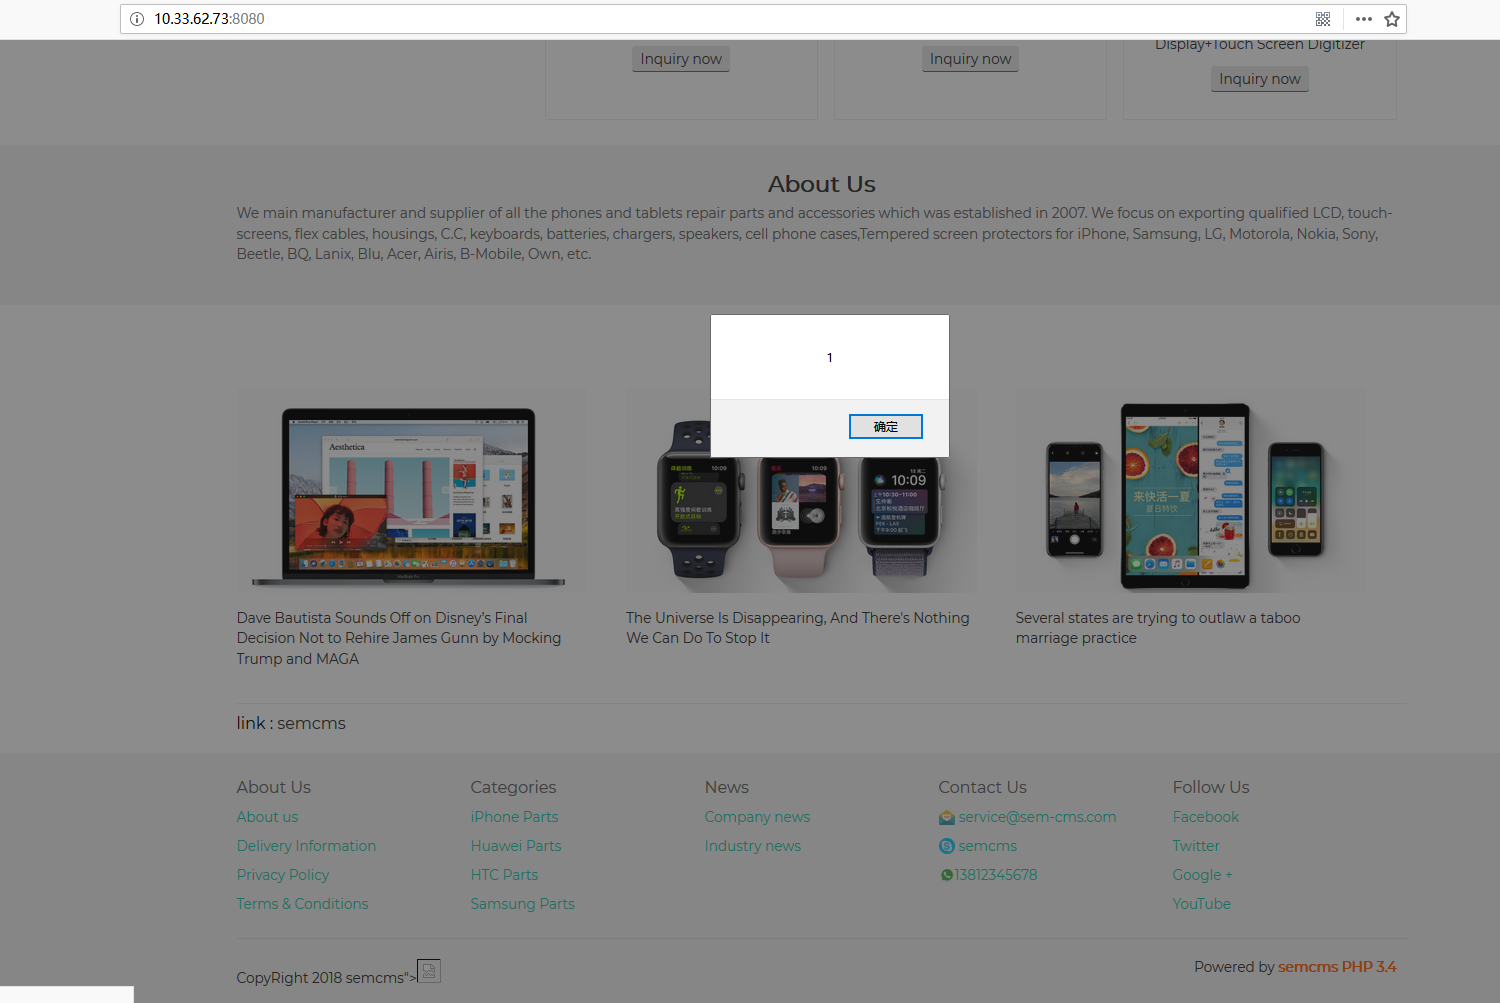 10.33.62.73:8080
Display+Touch Screen Digitizer
Inquiry now
Inquiry now
Inquiry now
About Us
We main manufacturer and supplier of all the phones and tablets repair parts and accessories which was established in 2007. We focus on exporting qualified LCD, touch-
screens, flex cables, housings, C.C, keyboards, batteries, chargers, speakers, cell phone cases,Tempered screen protectors for iPhone, Samsung, LG, Motorola, Nokia, Sony,
Beetle, BQ, Lanix, Blu, Acer, Airis, B-Mobile, Own, etc.
1
确定
Aesthetica
10:09
10:09
10:09
来快活一夏
夏日特饮
Dave Bautista Sounds Off on Disney’s Final
Decision Not to Rehire James Gunn by Mocking
Trump and MAGA
The Universe Is Disappearing, And There's Nothing
We Can Do To Stop It
Several states are trying to outlaw a taboo
marriage practice
link : semcms
About Us
About us
Delivery Information
Privacy Policy
Terms & Conditions
Categories
iPhone Parts
Huawei Parts
HTC Parts
Samsung Parts
News
Company news
Industry news
Contact Us
service@sem-cms.com
semcms
13812345678
Follow Us
Facebook
Twitter
Google +
YouTube
CopyRight 2018 semcms">
Powered by semcms PHP 3.4